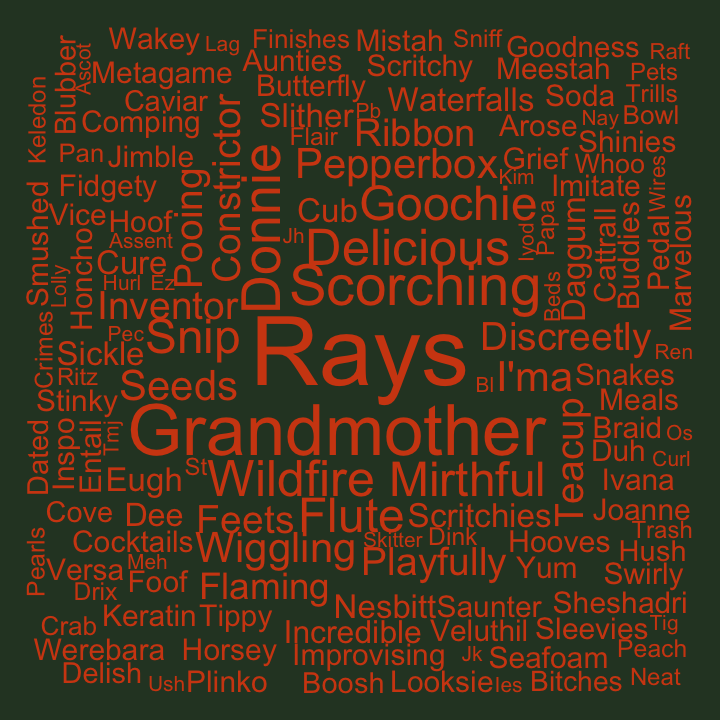 Wakey Lag Finishes Mistah Sniff Goodness Raft
Blubber Ascot Metagame Aunties Scritchy Meestah Pets
Caviar Butterfly Waterfalls Soda Trills
Keledon Comping Constrictor Slither Pb Ribbon Arose Nay Bowl
Flair Shinies
Pan Jimble Donnie Pepperbox Grief Whoo Wires
Fidgety Pooing Kim Imitate
Smushed Vice Hoof Cub Goochie Iyod Papa Daggum Cattrall Buddies Pedal Marvelous
Honcho Assent Jh Delicious
Lolly Cure Scorching Beds
Hurl Ez
Inventor
Crimes Pec Snip Rays Discreetly Ren
Sickle
Ritz Seeds Bl I'ma Snakes
Stinky Meals
Dated Inspo Entail Tmj Grandmother Teacup Braid Os
Duh Curl
Eugh St Wildfire Mirthful Ivana
Cove Dee Feets Flute Scritchies Joanne
Pearls Cocktails Wiggling Skitter Dink Hooves Trash
Versa Meh Playfully Yum Hush
Drix Foof Flaming Swirly
Crab Keratin Tippy Nesbitt Saunter Sheshadri
Incredible Veluthil Sleevies Tig
Werebara Horsey Improvising Jk Seafoam Peach
Delish Ush Plinko Boosh Looksie Ies Bitches Neat